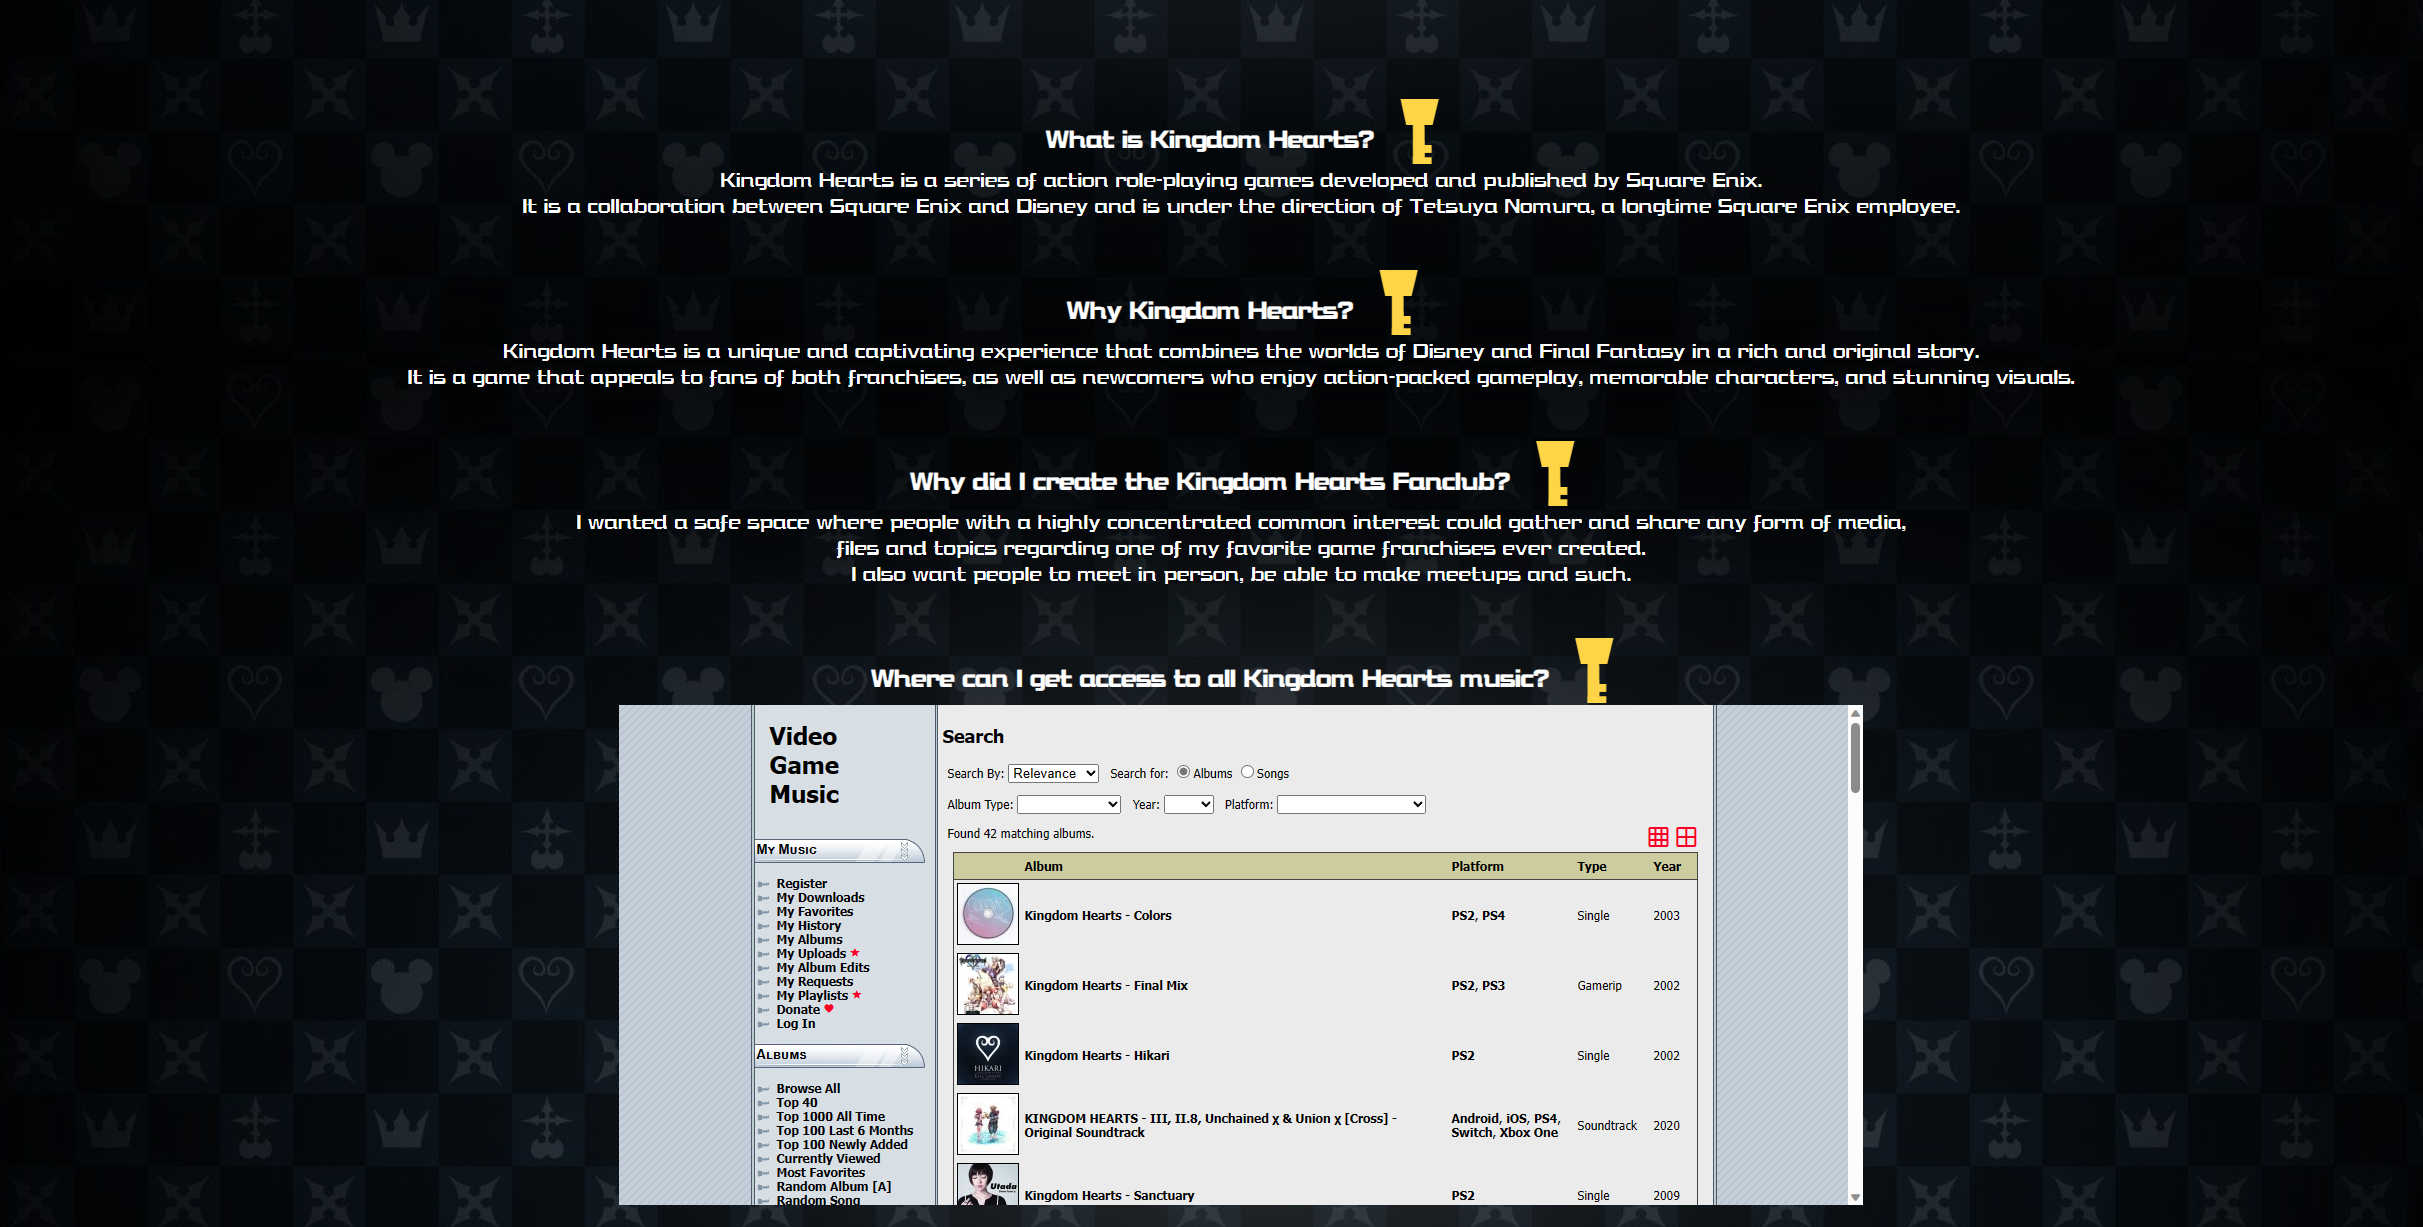 What is Kingdom Hearts?
Kingdom Hearts is a series of action role-playing games developed and published by Square Enix.
It is a collaboration between Square Enix and Disney and is under the direction of Tetsuya Nomura, a longtime Square Enix employee.
Why Kingdom Hearts?
Kingdom Hearts is a unique and captivating experience that combines the worlds of Disney and Final Fantasy in a rich and original story.
It is a game that appeals to fans of both franchises, as well as newcomers who enjoy action-packed gameplay, memorable characters, and stunning visuals.
Why did I create the Kingdom Hearts Fanclub?
I wanted a safe space where people with a highly concentrated common interest could gather and share any form of media,
files and topics regarding one of my favorite game franchises ever created.
I also want people to meet in person, be able to make meetups and such.
Where can I get access to all Kingdom Hearts music?
Video
Game
Music
My Music
Register
My Downloads
My Favorites
My History
My Albums
My Uploads
My Album Edits
My Requests
My Playlists
Donate
Log In
Albums
Browse All
Top 40
Top 1000 All Time
Top 100 Last 6 Months
Top 100 Newly Added
Currently Viewed
Most Favorites
Random Album [A]
Random Song
Search
Search By: Relevance Search for: Albums Songs
Album Type: Year: Platform:
Found 42 matching albums.
Album Platform Type Year
Kingdom Hearts - Colors PS2, PS4 Single 2003
Kingdom Hearts - Final Mix PS2, PS3 Gamerip 2002
HIKARI
Kingdom Hearts - Hikari PS2 Single 2002
KINGDOM HEARTS - III, II.8, Unchained χ & Union χ [Cross] - Android, iOS, PS4,
Original Soundtrack Switch, Xbox One Soundtrack 2020
Utada
Kingdom Hearts - Sanctuary PS2 Single 2009